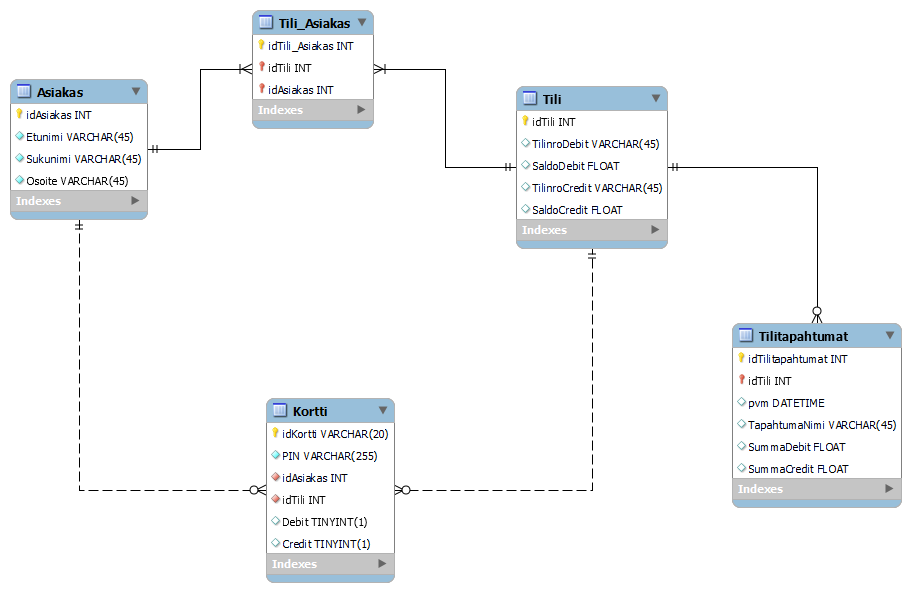 Tili_Asiakas
idTili_Asiakas INT
idTili INT
idAsiakas INT
Indexes
Asiakas
idAsiakas INT
Etunimi VARCHAR(45)
Sukunimi VARCHAR(45)
Osoite VARCHAR(45)
Indexes
Tili
idTili INT
TilinroDebit VARCHAR(45)
SaldoDebit FLOAT
TilinroCredit VARCHAR(45)
SaldoCredit FLOAT
Indexes
Tilitapahtumat
idTilitapahtumat INT
idTili INT
pvm DATETIME
TapahtumaNimi VARCHAR(45)
SummaDebit FLOAT
SummaCredit FLOAT
Indexes
Kortti
idKortti VARCHAR(20)
PIN VARCHAR(255)
idAsiakas INT
idTili INT
Debit TINYINT(1)
Credit TINYINT(1)
Indexes